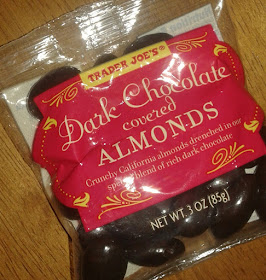 TRADER JOE'S®
Dark Chocolate
covered
ALMONDS
Crunchy California almonds drenched in our
blend of rich dark chocolate
NET WT. 3 OZ (85g)